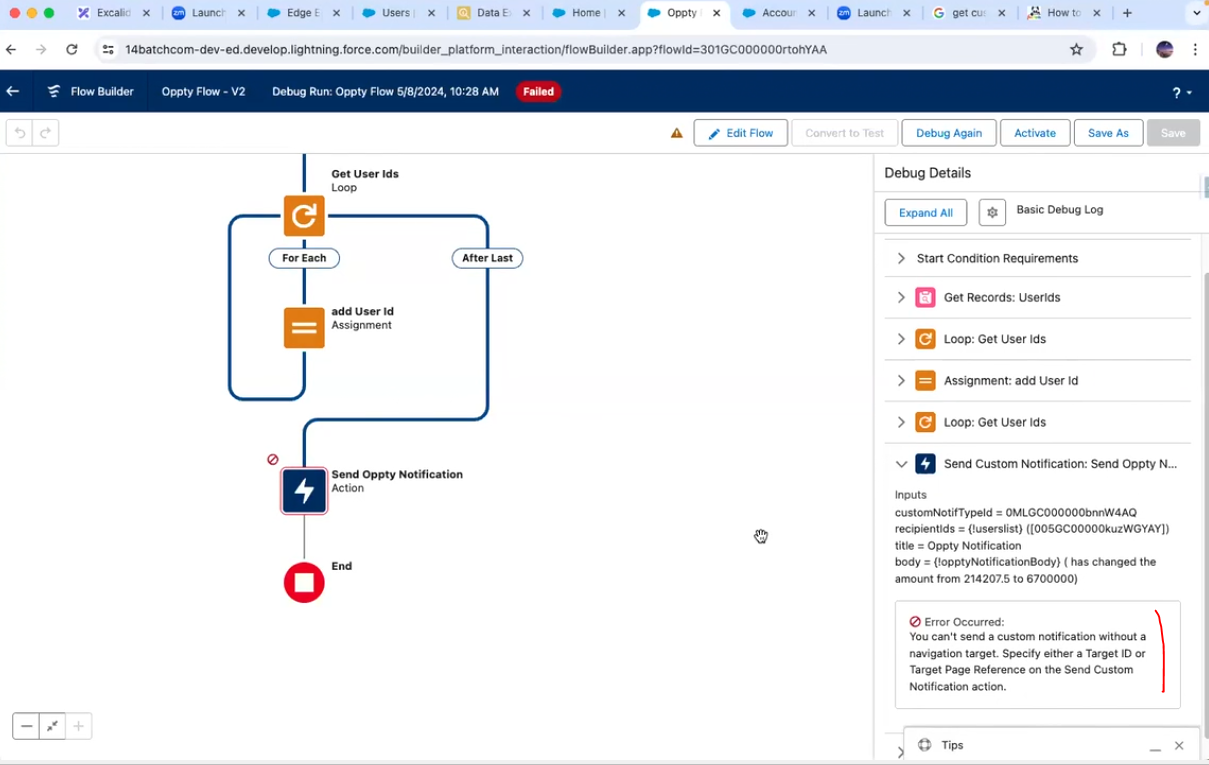 Excalid
Launch
Edge E
Users
Data E
Home
Oppty
Accou
Launch
get cu
How to
14batchcom-dev-ed.develop.lightning.force.com/builder_platform_interaction/flowBuilder.app?flowId=301GC000000rtohYAA
Flow Builder
Oppty Flow - V2
Debug Run: Oppty Flow 5/8/2024, 10:28 AM
Failed
?
Edit Flow
Convert to Test
Debug Again
Activate
Save As
Save
Get User Ids
Loop
For Each
After Last
add User Id
Assignment
Send Oppty Notification
Action
End
Debug Details
Expand All
Basic Debug Log
Start Condition Requirements
Get Records: UserIds
Loop: Get User Ids
Assignment: add User Id
Loop: Get User Ids
Send Custom Notification: Send Oppty N...
Inputs
customNotifTypeId = 0MLGC000000bnnW4AQ
recipientIds = {!userslist} ([005GC00000kuzWGYAY])
title = Oppty Notification
body = {!opptyNotificationBody} ( has changed the
amount from 214207.5 to 6700000)
Error Occurred:
You can't send a custom notification without a
navigation target. Specify either a Target ID or
Target Page Reference on the Send Custom
Notification action.
Tips